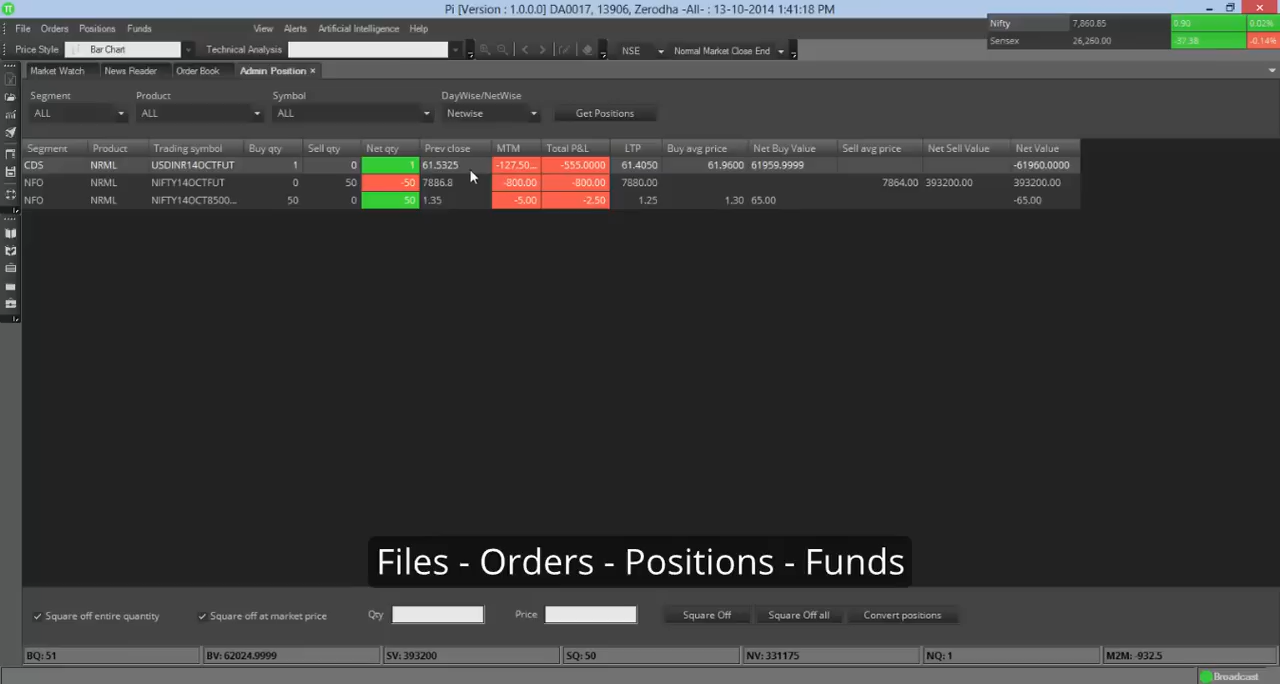 Pi [Version : 1.0.0.0] DA0017, 13906, Zerodha -All- : 13-10-2014 1:41:18 PM
File Orders Positions Funds View Alerts Artificial Intelligence Help
Nifty 7,860.85 0.90 0.02%
Sensex 26,260.00 -37.38 -0.14%
Price Style Bar Chart Technical Analysis NSE Normal Market Close End
Market Watch News Reader Order Book Admin Position ×
Segment Product Symbol DayWise/NetWise
ALL ALL ALL Netwise Get Positions
Segment Product Trading symbol Buy qty Sell qty Net qty Prev close MTM Total P&L LTP Buy avg price Net Buy Value Sell avg price Net Sell Value Net Value
CDS NRML USDINR14OCTFUT 1 0 1 61.5325 -127.50... -555.0000 61.4050 61.9600 61959.9999 -61960.0000
NFO NRML NIFTY14OCTFUT 0 50 -50 7886.8 -800.00 -800.00 7880.00 7864.00 393200.00 393200.00
NFO NRML NIFTY14OCT8500... 50 0 50 1.35 -5.00 -2.50 1.25 1.30 65.00 -65.00
Files - Orders - Positions - Funds
Square off entire quantity Square off at market price Qty Price Square Off Square Off all Convert positions
BQ: 51 BV: 62024.9999 SV: 393200 SQ: 50 NV: 331175 NQ: 1 M2M: -932.5
Broadcast